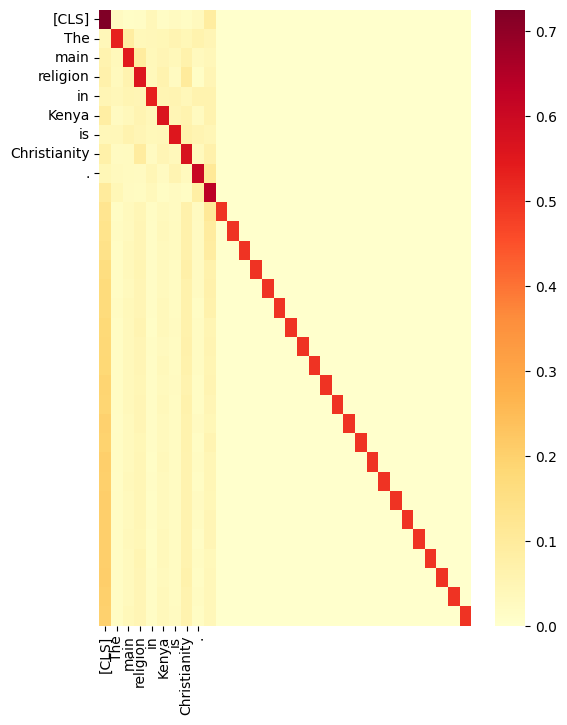 [CLS]
The
main
religion
in
Kenya
is
Christianity
.
0.7
0.6
0.5
0.4
0.3
0.2
0.1
0.0
[CLS]
The
main
religion
in
Kenya
is
Christianity
.